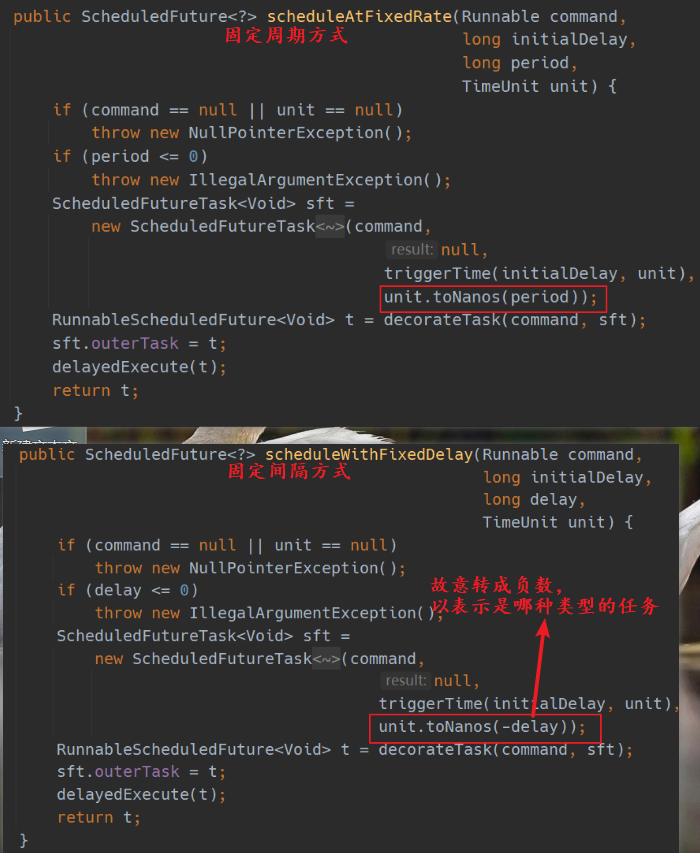 public ScheduledFuture<?> scheduleAtFixedRate(Runnable command,
固定周期方式
long initialDelay,
long period,
TimeUnit unit) {
if (command == null || unit == null)
throw new NullPointerException();
if (period <= 0)
throw new IllegalArgumentException();
ScheduledFutureTask<Void> sft =
new ScheduledFutureTask<~>(command,
result: null,
triggerTime(initialDelay, unit),
unit.toNanos(period));
RunnableScheduledFuture<Void> t = decorateTask(command, sft);
sft.outerTask = t;
delayedExecute(t);
return t;
}
public ScheduledFuture<?> scheduleWithFixedDelay(Runnable command,
固定间隔方式
long initialDelay,
long delay,
TimeUnit unit) {
if (command == null || unit == null)
throw new NullPointerException();
if (delay <= 0)
故意转成负数，
throw new IllegalArgumentException();
以表示是哪种类型的任务
ScheduledFutureTask<Void> sft =
new ScheduledFutureTask<~>(command,
result: null,
triggerTime(initialDelay, unit),
unit.toNanos(-delay));
RunnableScheduledFuture<Void> t = decorateTask(command, sft);
sft.outerTask = t;
delayedExecute(t);
return t;
}